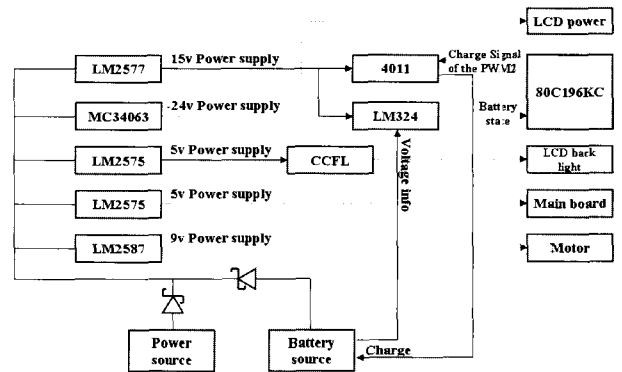 LCD power
LM2577
15v Power supply
4011
Charge Signal
of the PWM2
80C196KC
MC34063
-24v Power supply
LM324
Battery
state
LM2575
5v Power supply
CCFL
Voltage info
LCD back
light
LM2575
5v Power supply
Main board
LM2587
9v Power supply
Motor
Power
source
Battery
source
Charge